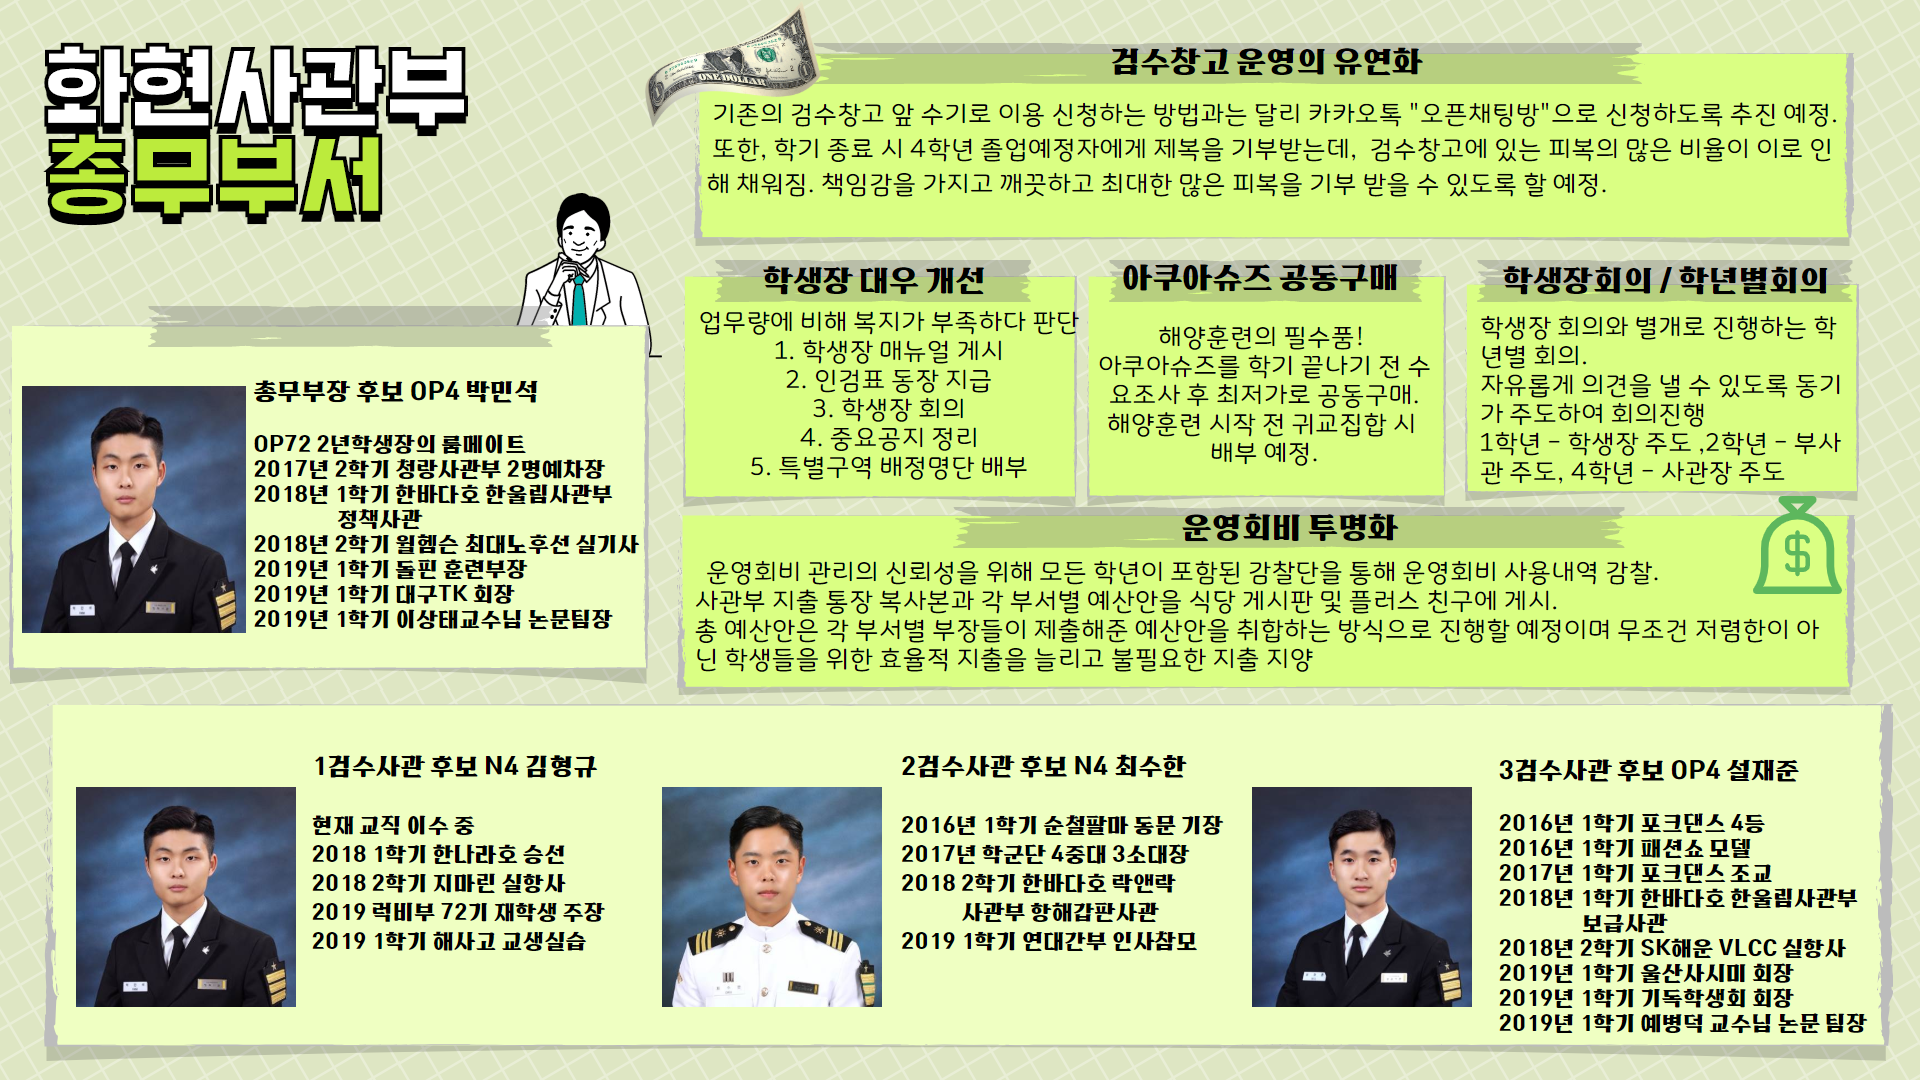 화현사관부
총무부서
ONE DOLLAR
검수창고 운영의 유연화
기존의 검수창고 앞 수기로 이용 신청하는 방법과는 달리 카카오톡 "오픈채팅방"으로 신청하도록 추진 예정.
또한, 학기 종료 시 4학년 졸업예정자에게 제복을 기부받는데, 검수창고에 있는 피복의 많은 비율이 이로 인
해 채워짐. 책임감을 가지고 깨끗하고 최대한 많은 피복을 기부 받을 수 있도록 할 예정.
학생장 대우 개선
업무량에 비해 복지가 부족하다 판단
1. 학생장 매뉴얼 게시
2. 인검표 동장 지급
3. 학생장 회의
4. 중요공지 정리
5. 특별구역 배정명단 배부
아쿠아슈즈 공동구매
해양훈련의 필수품!
아쿠아슈즈를 학기 끝나기 전 수
요조사 후 최저가로 공동구매.
해양훈련 시작 전 귀교집합 시
배부 예정.
학생장회의 / 학년별회의
학생장 회의와 별개로 진행하는 학
년별 회의.
자유롭게 의견을 낼 수 있도록 동기
가 주도하여 회의진행
1학년 - 학생장 주도 ,2학년 - 부사
관 주도, 4학년 - 사관장 주도
총무부장 후보 OP4 박민석
OP72 2년학생장의 룸메이트
2017년 2학기 청랑사관부 2명예차장
2018년 1학기 한바다호 한울림사관부
정책사관
2018년 2학기 윌헴슨 최대노후선 실기사
2019년 1학기 돌핀 훈련부장
2019년 1학기 대구TK 회장
2019년 1학기 이상태교수님 논문팀장
운영회비 투명화
운영회비 관리의 신뢰성을 위해 모든 학년이 포함된 감찰단을 통해 운영회비 사용내역 감찰.
사관부 지출 통장 복사본과 각 부서별 예산안을 식당 게시판 및 플러스 친구에 게시.
총 예산안은 각 부서별 부장들이 제출해준 예산안을 취합하는 방식으로 진행할 예정이며 무조건 저렴한이 아
닌 학생들을 위한 효율적 지출을 늘리고 불필요한 지출 지양
$
1검수사관 후보 N4 김형규
현재 교직 이수 중
2018 1학기 한나라호 승선
2018 2학기 지마린 실항사
2019 럭비부 72기 재학생 주장
2019 1학기 해사고 교생실습
2검수사관 후보 N4 최수한
2016년 1학기 순철팔마 동문 기장
2017년 학군단 4중대 3소대장
2018 2학기 한바다호 락앤락
사관부 항해갑판사관
2019 1학기 연대간부 인사참모
3검수사관 후보 OP4 설재준
2016년 1학기 포크댄스 4등
2016년 1학기 패션쇼 모델
2017년 1학기 포크댄스 조교
2018년 1학기 한바다호 한울림사관부
보급사관
2018년 2학기 SK해운 VLCC 실항사
2019년 1학기 울산사시미 회장
2019년 1학기 기독학생회 회장
2019년 1학기 예병덕 교수님 논문 팀장